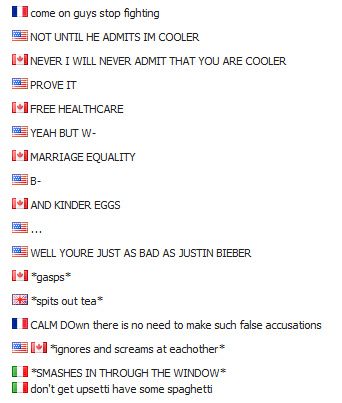 come on guys stop fighting
NOT UNTIL HE ADMITS IM COOLER
NEVER I WILL NEVER ADMIT THAT YOU ARE COOLER
PROVE IT
FREE HEALTHCARE
YEAH BUT W-
MARRIAGE EQUALITY
B-
AND KINDER EGGS
...
WELL YOURE JUST AS BAD AS JUSTIN BIEBER
*gasps*
*spits out tea*
CALM DOwn there is no need to make such false accusations
*ignores and screams at eachother*
*SMASHES IN THROUGH THE WINDOW*
don't get upsetti have some spaghetti